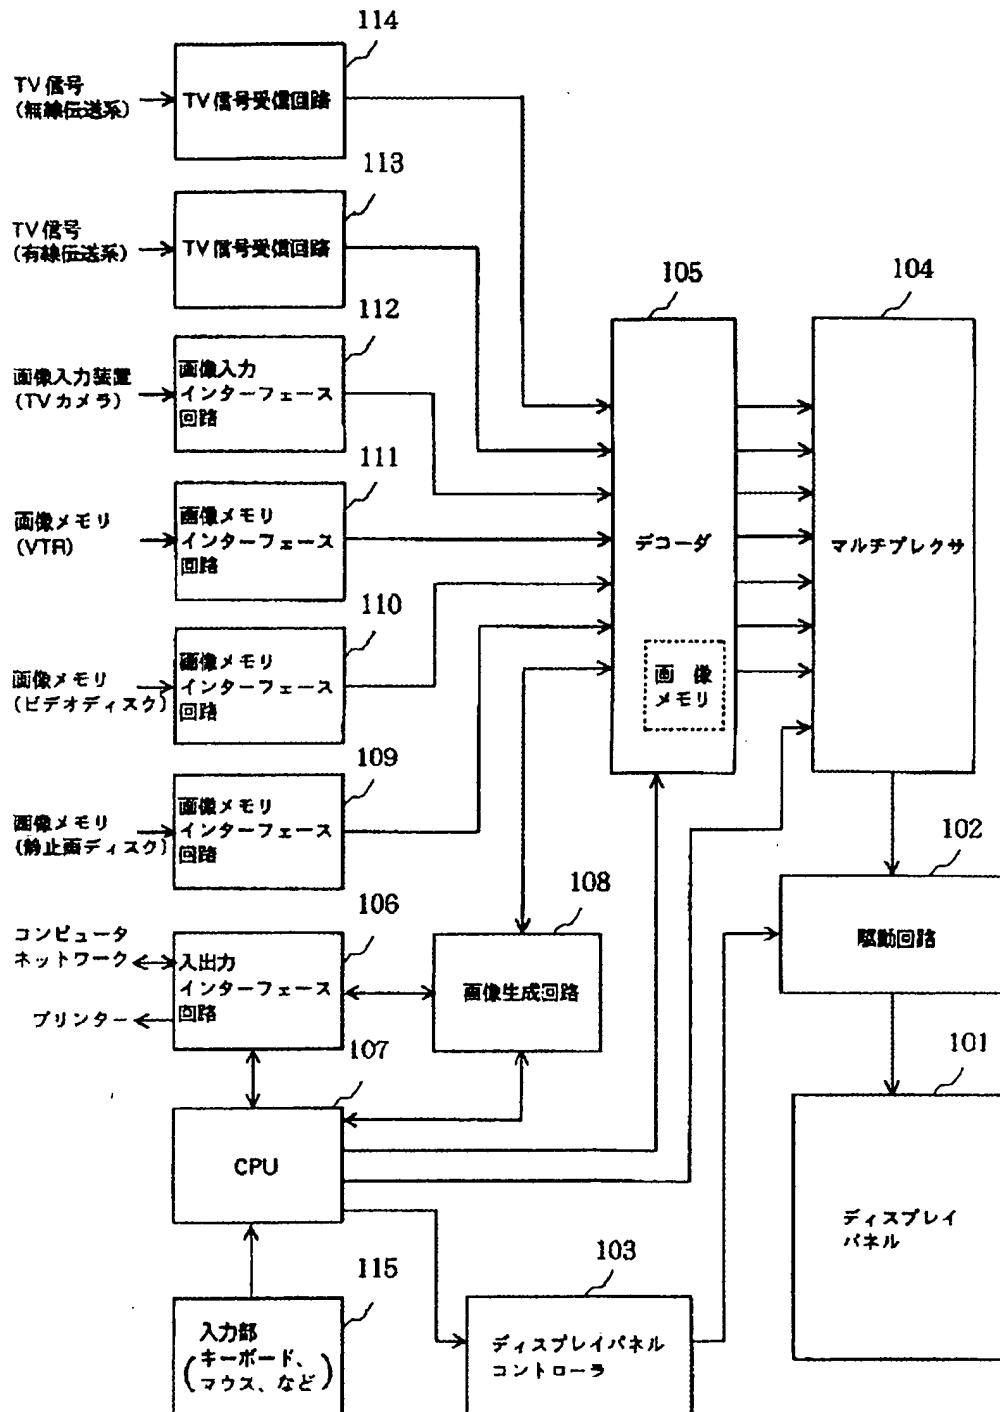 114
TV信号
(無線伝送系)
TV信号受信回路
113
TV信号
(有線伝送系)
TV信号受信回路
105
104
112
画像入力装置
(TVカメラ)
画像入力
インターフェース
回路
111
画像メモリ
(VTR)
画像メモリ
インターフェース
回路
デコーダ
マルチプレクサ
110
画像メモリ
(ビデオディスク)
画像メモリ
インターフェース
回路
画像
メモリ
109
画像メモリ
(静止画ディスク)
画像メモリ
インターフェース
回路
102
駆動回路
108
106
コンピュータ
ネットワーク
プリンター
入出力
インターフェース
回路
画像生成回路
107
CPU
101
ディスプレイ
パネル
103
ディスプレイパネル
コントローラ
115
入力部
(キーボード、
マウス、など)